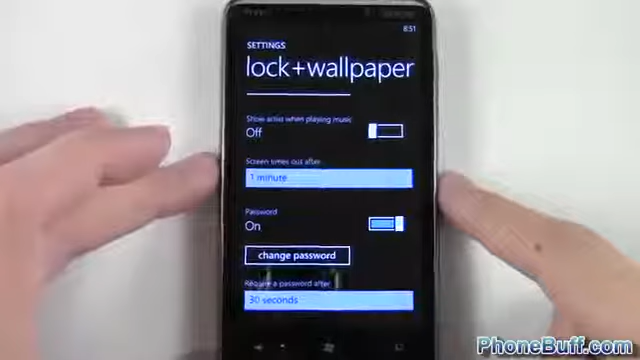 8:51
SETTINGS
lock+wallpaper
Show artist when playing music
Off
Screen times out after
1 minute
Password
On
change password
Require a password after
30 seconds
PhoneBuff.com